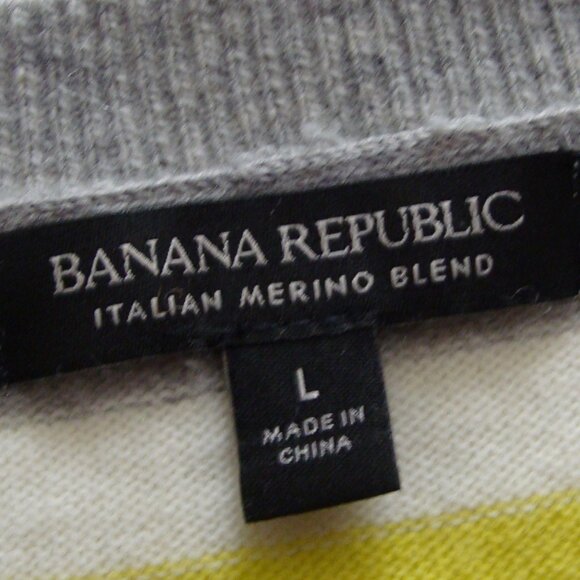 BANANA REPUBLIC
ITALIAN MERINO BLEND
L
MADE IN
CHINA